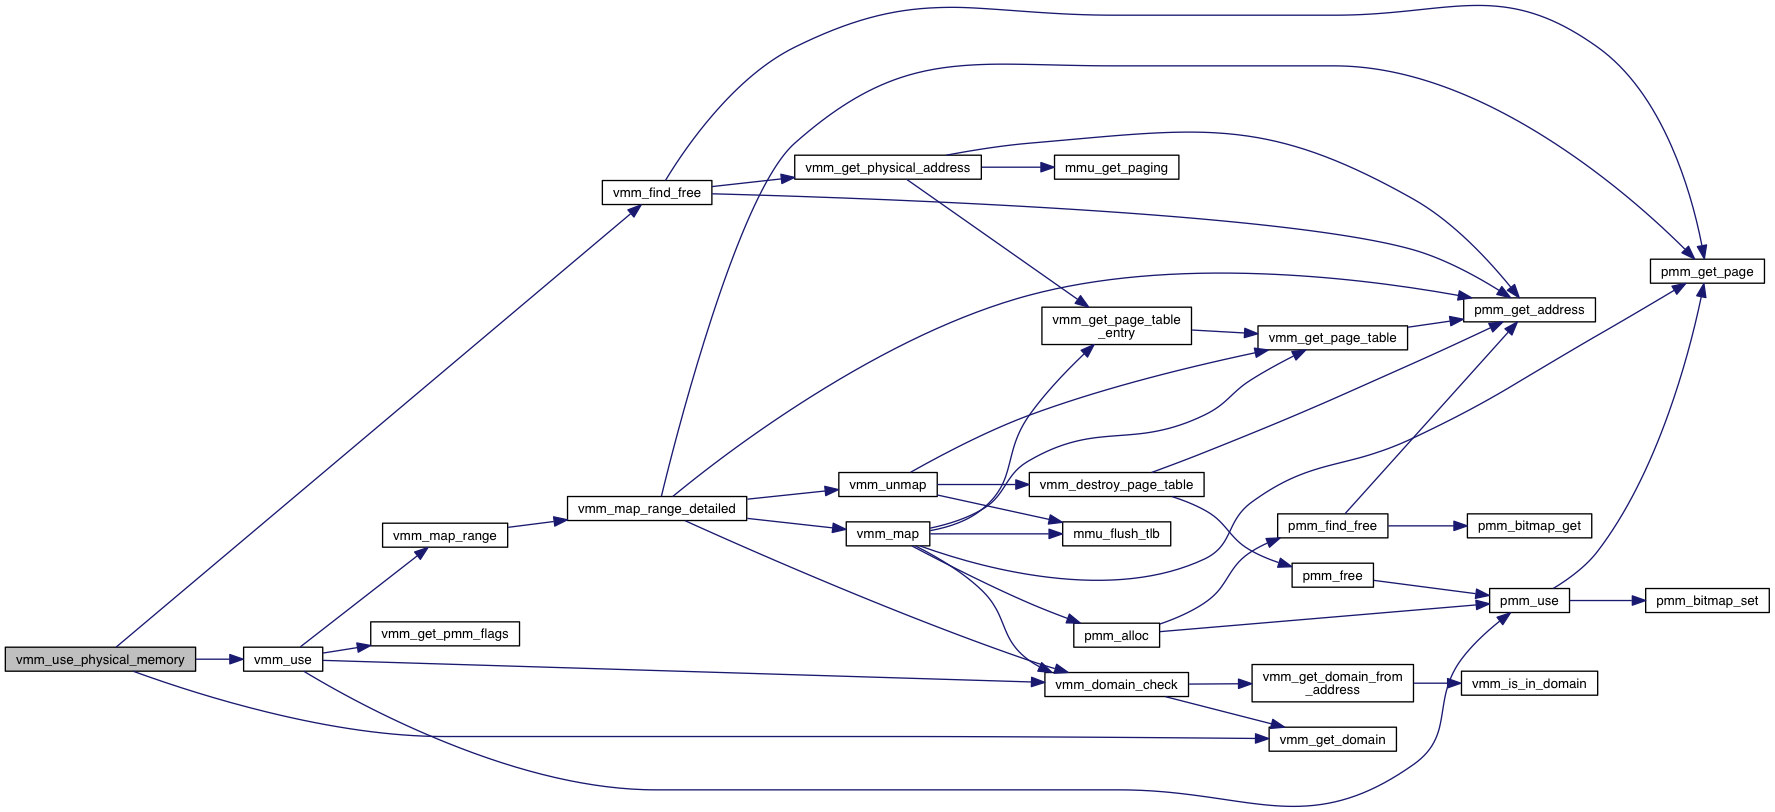 vmm_find_free
vmm_get_physical_address
mmu_get_paging
pmm_get_page
pmm_get_address
vmm_get_page_table
_entry
vmm_get_page_table
vmm_unmap
vmm_destroy_page_table
vmm_map_range_detailed
vmm_map_range
vmm_map
mmu_flush_tlb
pmm_find_free
pmm_bitmap_get
pmm_free
pmm_use
pmm_bitmap_set
vmm_get_pmm_flags
pmm_alloc
vmm_use_physical_memory
vmm_use
vmm_domain_check
vmm_get_domain_from
_address
vmm_is_in_domain
vmm_get_domain